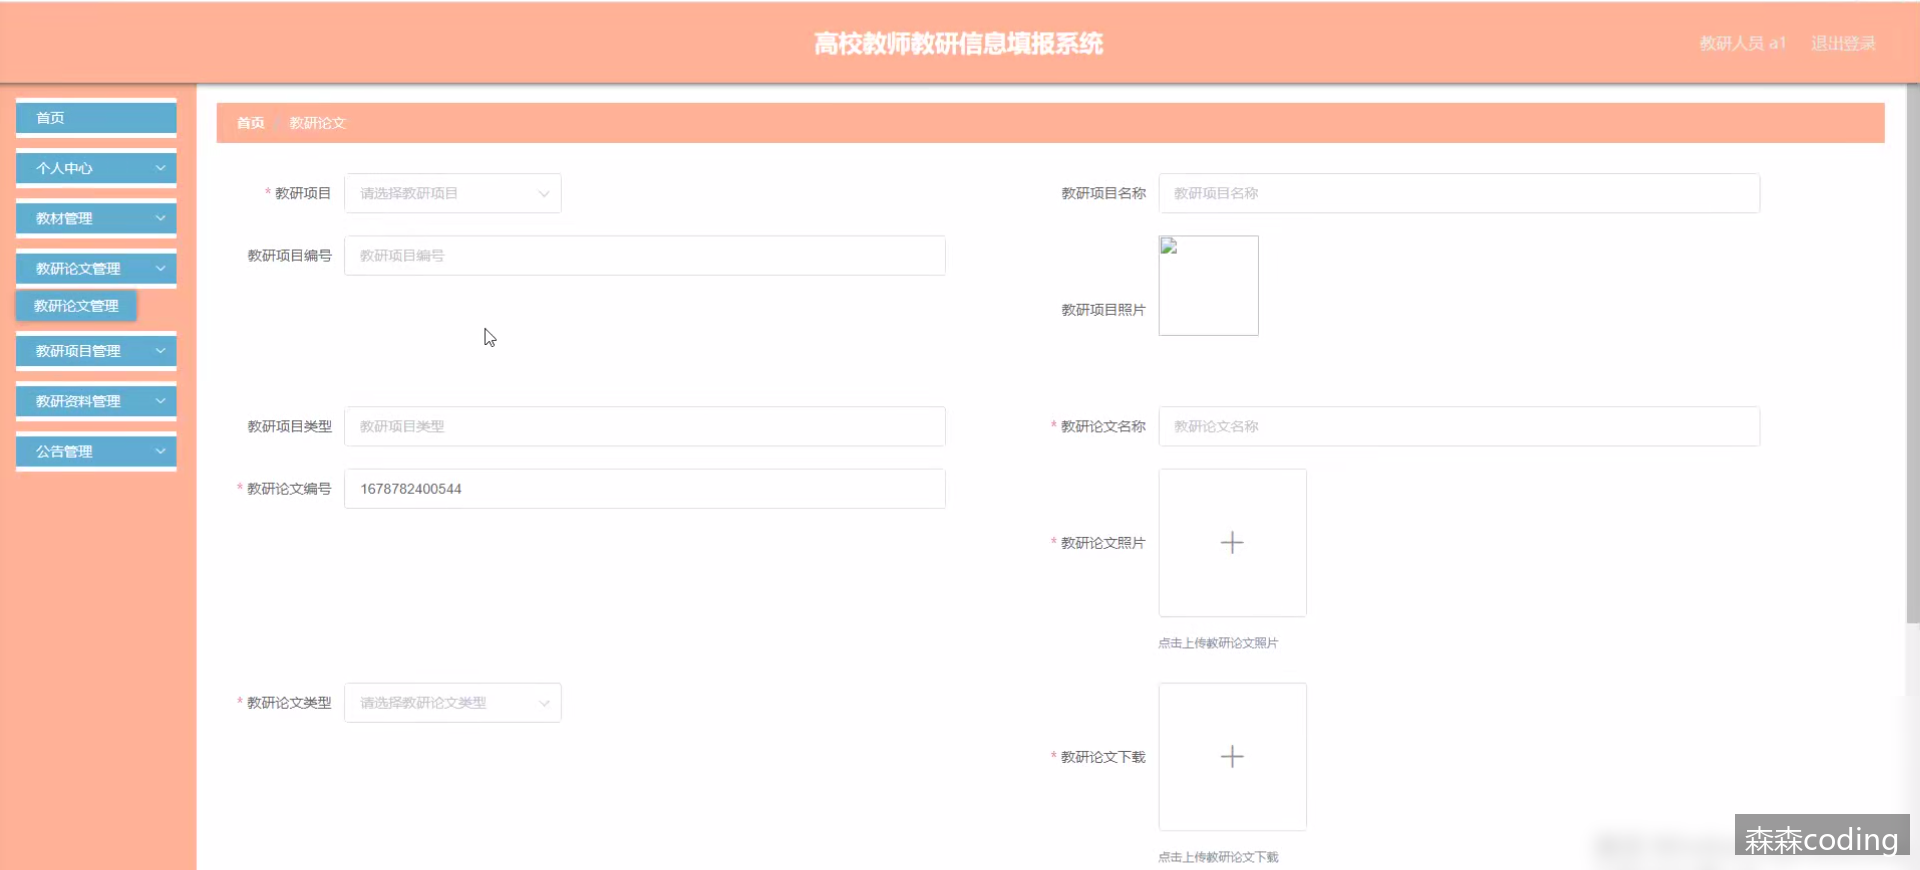 高校教师教研信息填报系统
教研人员 a1 退出登录
首页
个人中心
教材管理
教研论文管理
教研论文管理
教研项目管理
教研资料管理
公告管理
首页 教研论文
* 教研项目 请选择教研项目
教研项目名称 教研项目名称
教研项目编号 教研项目编号
教研项目照片
教研项目类型 教研项目类型
* 教研论文名称 教研论文名称
* 教研论文编号 1678782400544
* 教研论文照片
点击上传教研论文照片
* 教研论文类型 请选择教研论文类型
* 教研论文下载
点击上传教研论文下载
森森coding